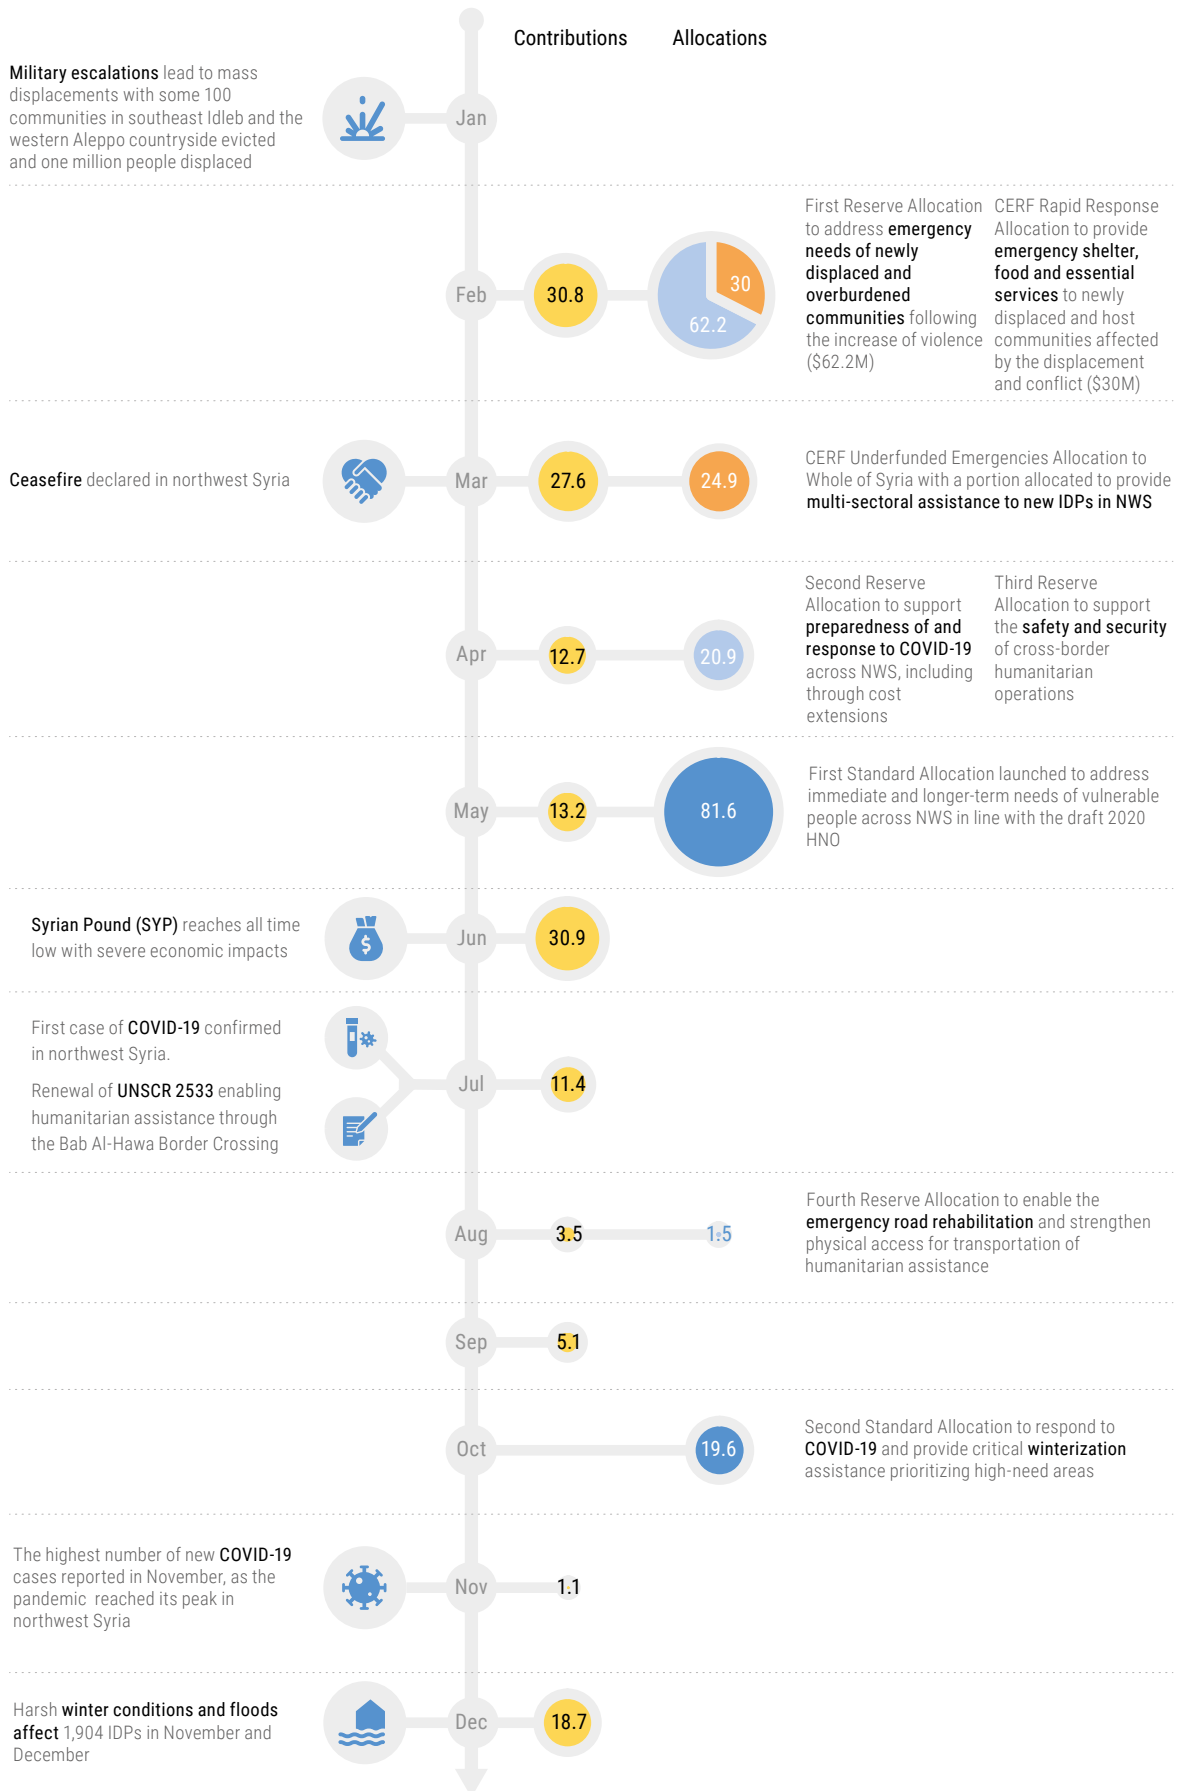 Contributions
Allocations
Military escalations lead to mass
displacements with some 100
communities in southeast Idleb and the
western Aleppo countryside evicted
and one million people displaced
Jan
Feb
30.8
30
62.2
First Reserve Allocation
to address emergency
needs of newly
displaced and
overburdened
communities following
the increase of violence
($62.2M)
CERF Rapid Response
Allocation to provide
emergency shelter,
food and essential
services to newly
displaced and host
communities affected
by the displacement
and conflict ($30M)
Ceasefire declared in northwest Syria
Mar
27.6
24.9
CERF Underfunded Emergencies Allocation to
Whole of Syria with a portion allocated to provide
multi-sectoral assistance to new IDPs in NWS
Apr
12.7
20.9
Second Reserve
Allocation to support
preparedness of and
response to COVID-19
across NWS, including
through cost
extensions
Third Reserve
Allocation to support
the safety and security
of cross-border
humanitarian
operations
May
13.2
81.6
First Standard Allocation launched to address
immediate and longer-term needs of vulnerable
people across NWS in line with the draft 2020
HNO
Syrian Pound (SYP) reaches all time
low with severe economic impacts
$
Jun
30.9
First case of COVID-19 confirmed
in northwest Syria.
Renewal of UNSCR 2533 enabling
humanitarian assistance through
the Bab Al-Hawa Border Crossing
Jul
11.4
Aug
3.5
1.5
Fourth Reserve Allocation to enable the
emergency road rehabilitation and strengthen
physical access for transportation of
humanitarian assistance
Sep
5.1
Oct
19.6
Second Standard Allocation to respond to
COVID-19 and provide critical winterization
assistance prioritizing high-need areas
The highest number of new COVID-19
cases reported in November, as the
pandemic reached its peak in
northwest Syria
Nov
1.1
Harsh winter conditions and floods
affect 1,904 IDPs in November and
December
Dec
18.7